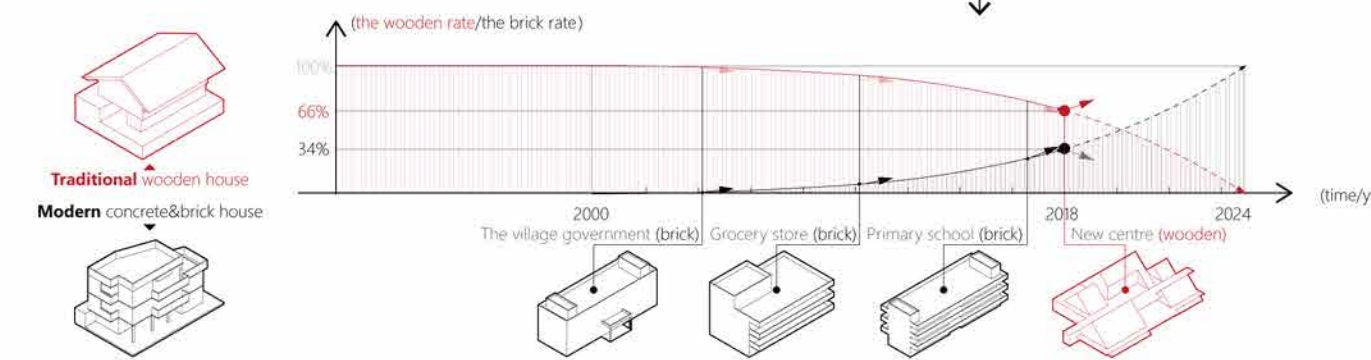 (the wooden rate/the brick rate)
100%
66%
34%
Traditional wooden house
Modern concrete&brick house
2000
2018
2024
(time/y
The village government (brick)
Grocery store (brick)
Primary school (brick)
New centre (wooden)